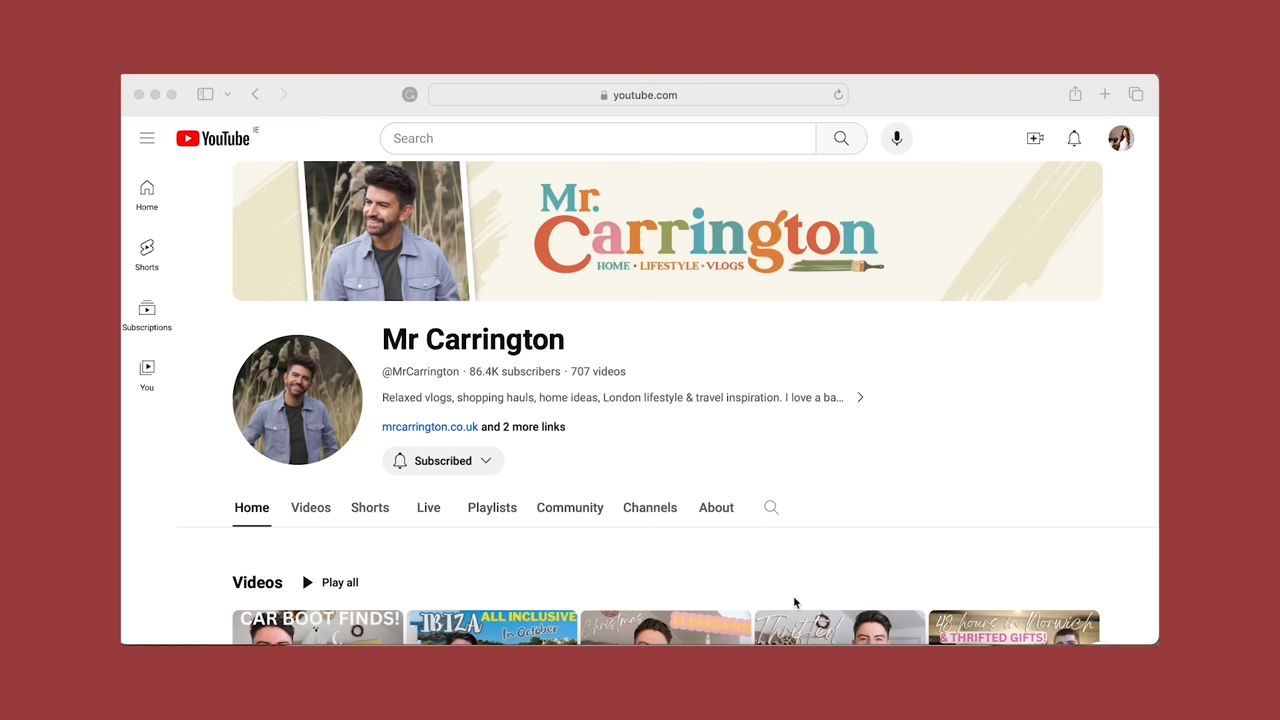 youtube.com
YouTube IE
Search
Home
Shorts
Subscriptions
You
Mr.
Carrington
HOME • LIFESTYLE • VLOGS
Mr Carrington
@MrCarrington · 86.4K subscribers · 707 videos
Relaxed vlogs, shopping hauls, home ideas, London lifestyle & travel inspiration. I love a ba...
mrcarrington.co.uk and 2 more links
Subscribed
Home Videos Shorts Live Playlists Community Channels About
Videos Play all
CAR BOOT FINDS!
IBIZA ALL INCLUSIVE
In October
Christmas £1 BARGAINS
Thrifted
48 hours in Norwich
& THRIFTED GIFTS!